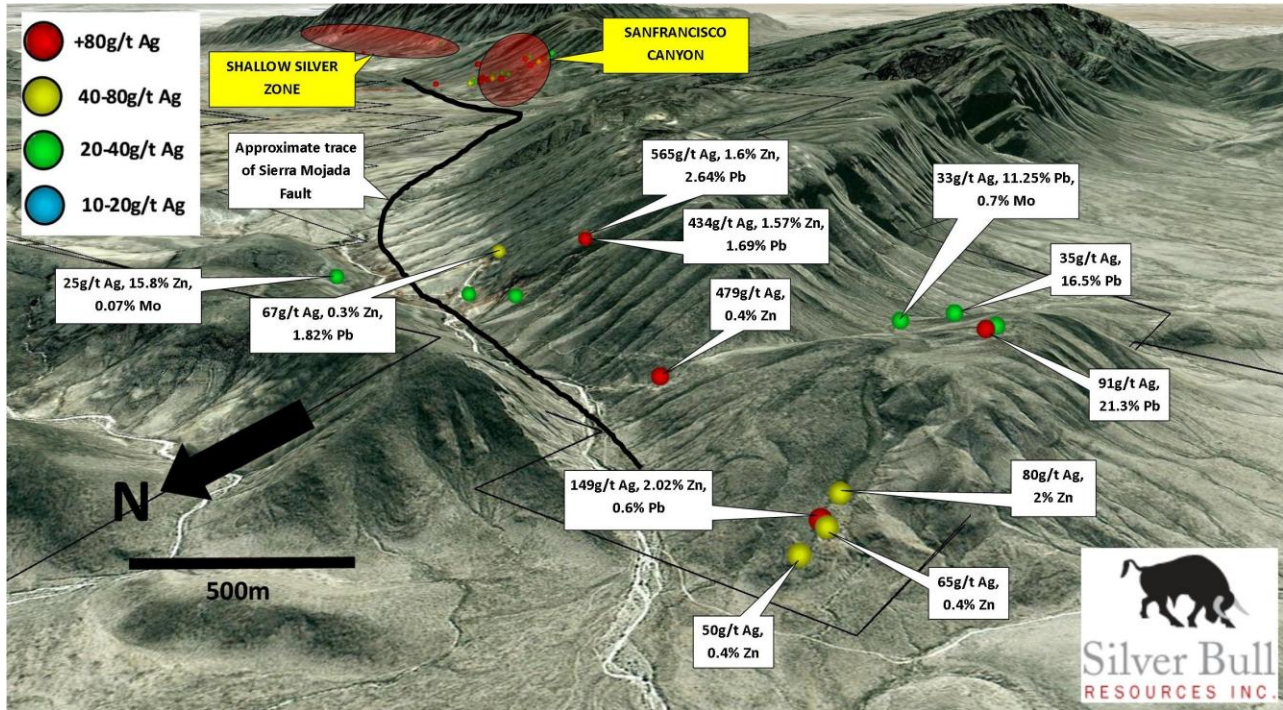 +80g/t Ag
40-80g/t Ag
20-40g/t Ag
10-20g/t Ag
SHALLOW SILVER
ZONE
SANFRANCISCO
CANYON
Approximate trace
of Sierra Mojada
Fault
565g/t Ag, 1.6% Zn,
2.64% Pb
434g/t Ag, 1.57% Zn,
1.69% Pb
33g/t Ag, 11.25% Pb,
0.7% Mo
35g/t Ag,
16.5% Pb
25g/t Ag, 15.8% Zn,
0.07% Mo
67g/t Ag, 0.3% Zn,
1.82% Pb
479g/t Ag,
0.4% Zn
91g/t Ag,
21.3% Pb
149g/t Ag, 2.02% Zn,
0.6% Pb
80g/t Ag,
2% Zn
65g/t Ag,
0.4% Zn
50g/t Ag,
0.4% Zn
N
500m
Silver Bull
RESOURCES INC.